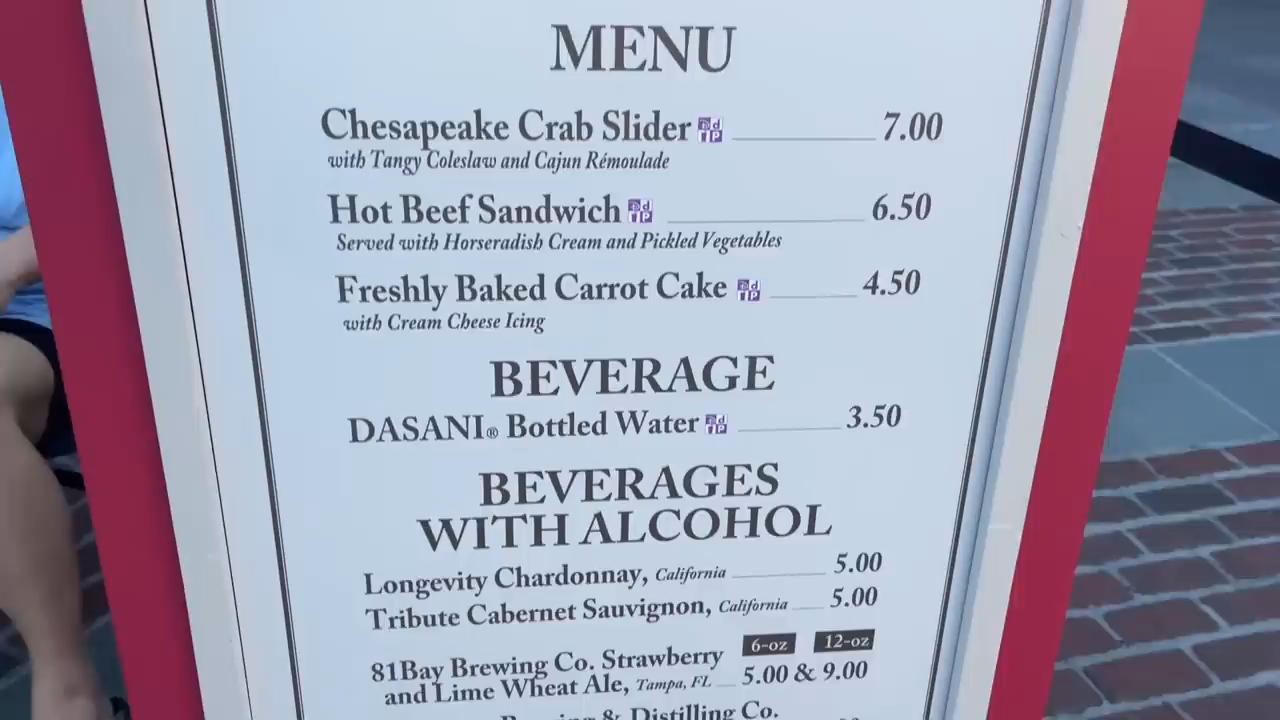 MENU
Chesapeake Crab Slider 7.00
with Tangy Coleslaw and Cajun Rémoulade
Hot Beef Sandwich 6.50
Served with Horseradish Cream and Pickled Vegetables
Freshly Baked Carrot Cake 4.50
with Cream Cheese Icing
BEVERAGE
DASANI® Bottled Water 3.50
BEVERAGES
WITH ALCOHOL
Longevity Chardonnay, California 5.00
Tribute Cabernet Sauvignon, California 5.00
6-oz 12-oz
81Bay Brewing Co. Strawberry
and Lime Wheat Ale, Tampa, FL 5.00 & 9.00
& Distilling Co.